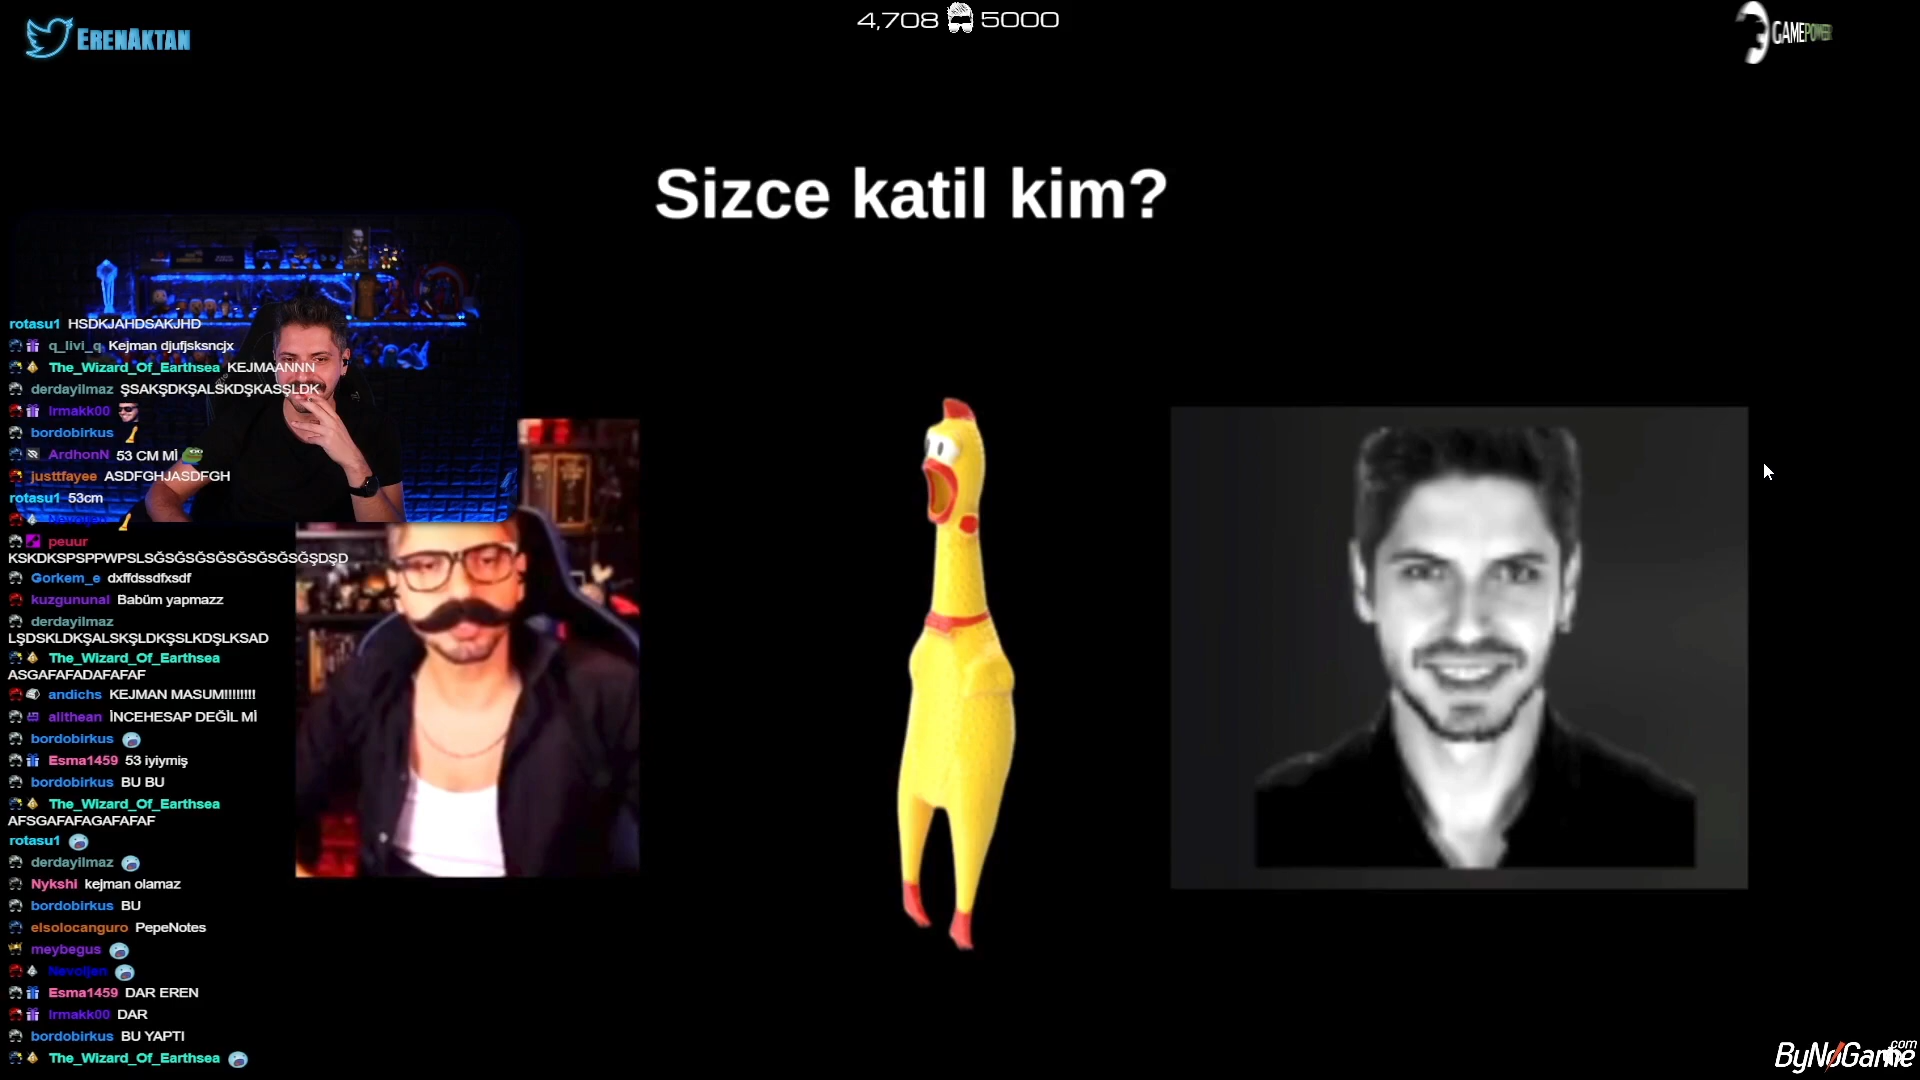 ERENAKTAN
4,708 5000
GAMEPOWER
Sizce katil kim?
rotasu1 HSDKJAHDSAKJHD
q_livi_q Kejman djufjsksncjx
The_Wizard_Of_Earthsea KEJMAANNN
derdayilmaz ŞSAKŞDKŞALSKDŞKASŞLDK
Irmakk00
bordobirkus
ArdhonN 53 CM Mİ
justtfayee ASDFGHJASDFGH
rotasu1 53cm
Nevoljen
peuur
KSKDKSPSPPWPSLSĞSĞSĞSĞSĞSĞSĞSĞŞDŞD
Gorkem_e dxffdssdfxsdf
kuzgununal Babüm yapmazz
derdayilmaz
LŞDSKLDKŞALSKŞLDKŞSLKDŞLKSAD
The_Wizard_Of_Earthsea
ASGAFAFADAFAFAF
andichs KEJMAN MASUM!!!!!!!!
alithean İNCEHESAP DEĞİL Mİ
bordobirkus
Esma1459 53 iyiymiş
bordobirkus BU BU
The_Wizard_Of_Earthsea
AFSGAFAFAGAFAFAF
rotasu1
derdayilmaz
Nykshi kejman olamaz
bordobirkus BU
elsolocanguro PepeNotes
meybegus
Nevoljen
Esma1459 DAR EREN
Irmakk00 DAR
bordobirkus BU YAPTI
The_Wizard_Of_Earthsea
ByNoGame.com